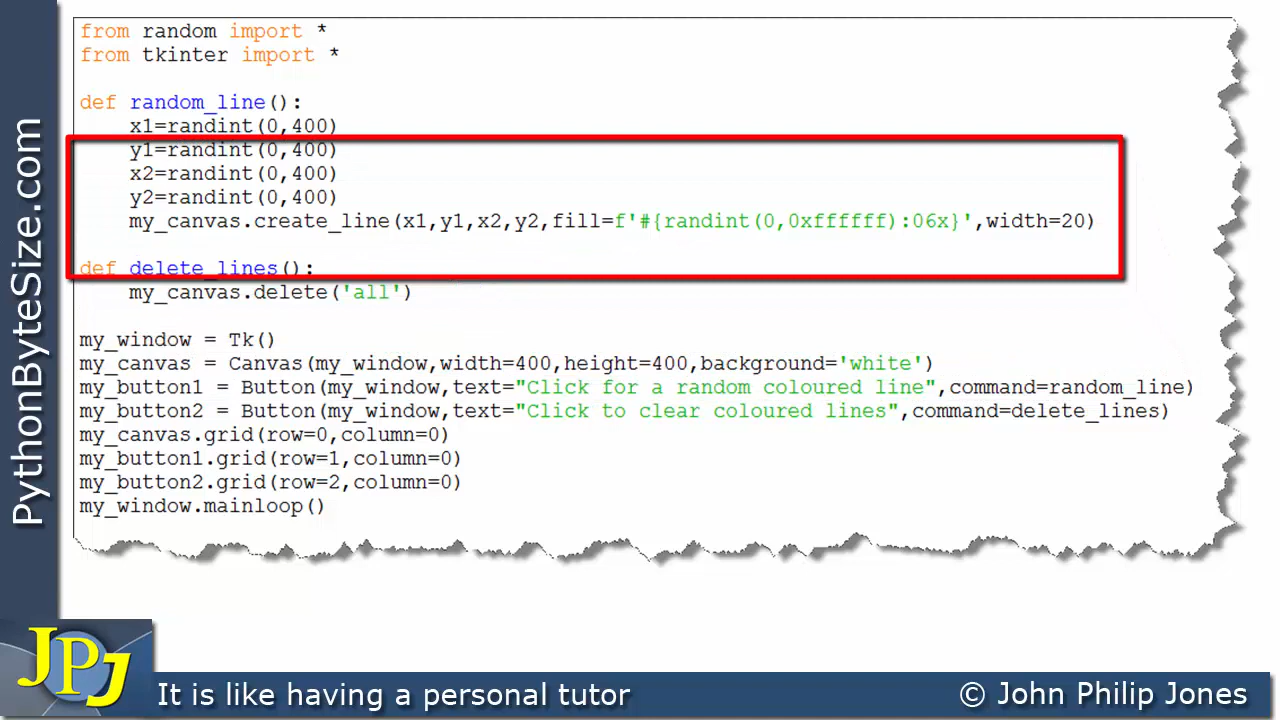 PythonByteSize.com
from random import *
from tkinter import *
def random_line():
    x1=randint(0,400)
    y1=randint(0,400)
    x2=randint(0,400)
    y2=randint(0,400)
    my_canvas.create_line(x1,y1,x2,y2,fill=f'#{randint(0,0xffffff):06x}',width=20)
def delete_lines():
    my_canvas.delete('all')
my_window = Tk()
my_canvas = Canvas(my_window,width=400,height=400,background='white')
my_button1 = Button(my_window,text="Click for a random coloured line",command=random_line)
my_button2 = Button(my_window,text="Click to clear coloured lines",command=delete_lines)
my_canvas.grid(row=0,column=0)
my_button1.grid(row=1,column=0)
my_button2.grid(row=2,column=0)
my_window.mainloop()
JPJ
It is like having a personal tutor
© John Philip Jones